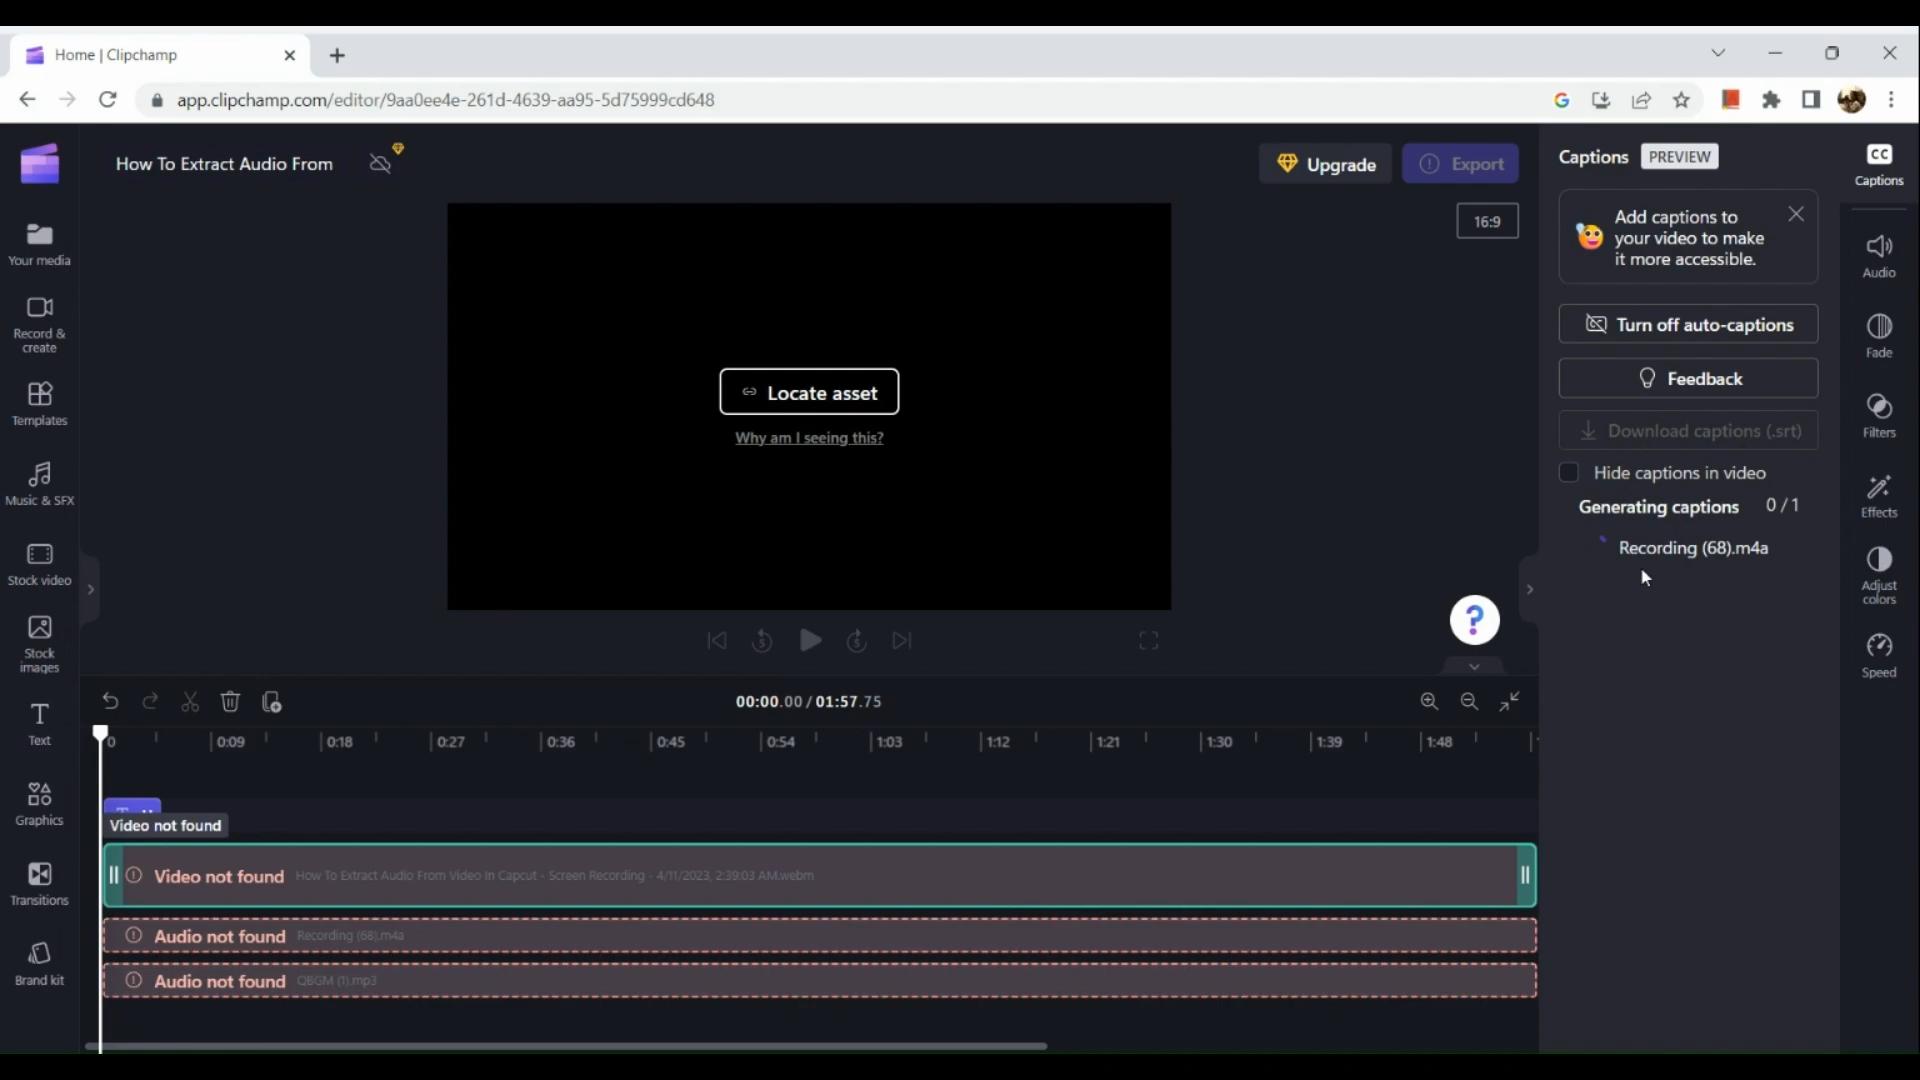 Home | Clipchamp
app.clipchamp.com/editor/9aa0ee4e-261d-4639-aa95-5d75999cd648
How To Extract Audio From
Upgrade
Export
16:9
Your media
Record &
create
Templates
Music & SFX
Stock video
Stock
images
Text
Graphics
Transitions
Brand kit
Locate asset
Why am I seeing this?
5
5
?
Captions PREVIEW
Add captions to
your video to make
it more accessible.
Turn off auto-captions
Feedback
Download captions (.srt)
Hide captions in video
Generating captions 0 / 1
Recording (68).m4a
CC
Captions
Audio
Fade
Filters
Effects
Adjust
colors
Speed
00:00.00 / 01:57.75
0 0:09 0:18 0:27 0:36 0:45 0:54 1:03 1:12 1:21 1:30 1:39 1:48
Video not found
Video not found How To Extract Audio From Video In Capcut - Screen Recording - 4/11/2023, 2:39:03 AM.webm
Audio not found Recording (68).m4a
Audio not found QBGM (1).mp3